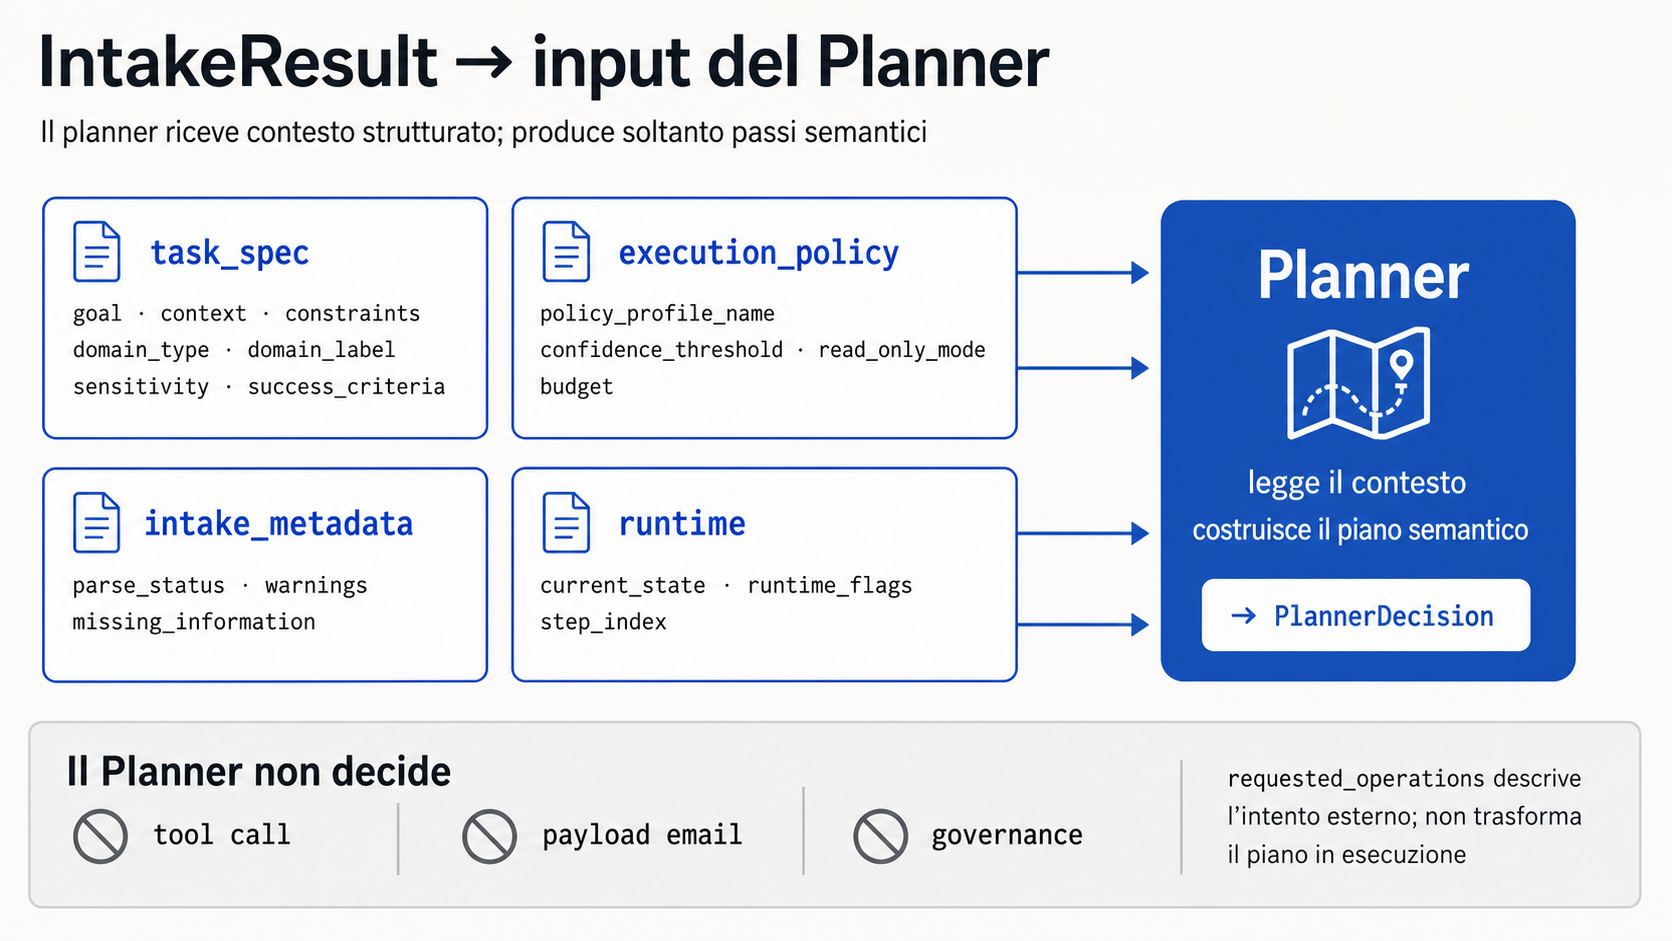 IntakeResult → input del Planner
Il planner riceve contesto strutturato; produce soltanto passi semantici
task_spec
goal · context · constraints
domain_type · domain_label
sensitivity · success_criteria
execution_policy
policy_profile_name
confidence_threshold · read_only_mode
budget
intake_metadata
parse_status · warnings
missing_information
runtime
current_state · runtime_flags
step_index
Planner
legge il contesto
costruisce il piano semantico
→ PlannerDecision
Il Planner non decide
tool call
payload email
governance
requested_operations descrive
l’intento esterno; non trasforma
il piano in esecuzione